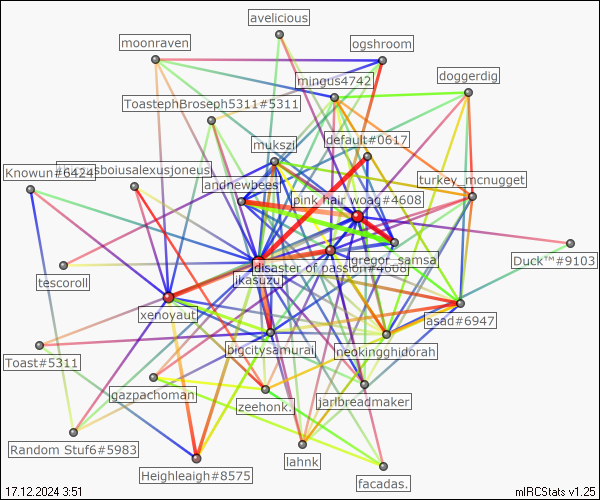 avelicious
moonraven
ogshroom
mingus4742
doggerdig
ToastephBroseph5311#5311
default#0617
mukszi
Knowun#6424
sboiusalexusjoneus
andnewbees
turkey_mcnugget
pink hair woag#4608
gregor_samsa
Duck™#9103
disaster of passion#4068
tescoroll
ikasuzu
xenoyaut
asad#6947
bigcitysamurai
neokingghidorah
Toast#5311
gazpachoman
zeehonk.
jarlbreadmaker
Random Stuf6#5983
lahnk
Heighleaigh#8575
facadas.
17.12.2024 3:51
mIRCStats v1.25